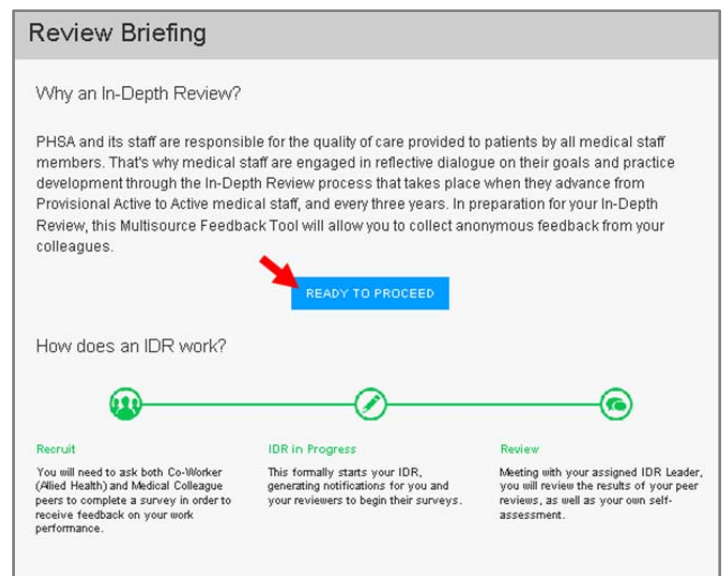 Review Briefing
Why an In-Depth Review?
PHSA and its staff are responsible for the quality of care provided to patients by all medical staff
members. That's why medical staff are engaged in reflective dialogue on their goals and practice
development through the In-Depth Review process that takes place when they advance from
Provisional Active to Active medical staff, and every three years. In preparation for your In-Depth
Review, this Multisource Feedback Tool will allow you to collect anonymous feedback from your
colleagues.
READY TO PROCEED
How does an IDR work?
Recruit
You will need to ask both Co-Worker
(Allied Health) and Medical Colleague
peers to complete a survey in order to
receive feedback on your work
performance.
IDR in Progress
This formally starts your IDR,
generating notifications for you and
your reviewers to begin their surveys.
Review
Meeting with your assigned IDR Leader,
you will review the results of your peer
reviews, as well as your own self-
assessment.